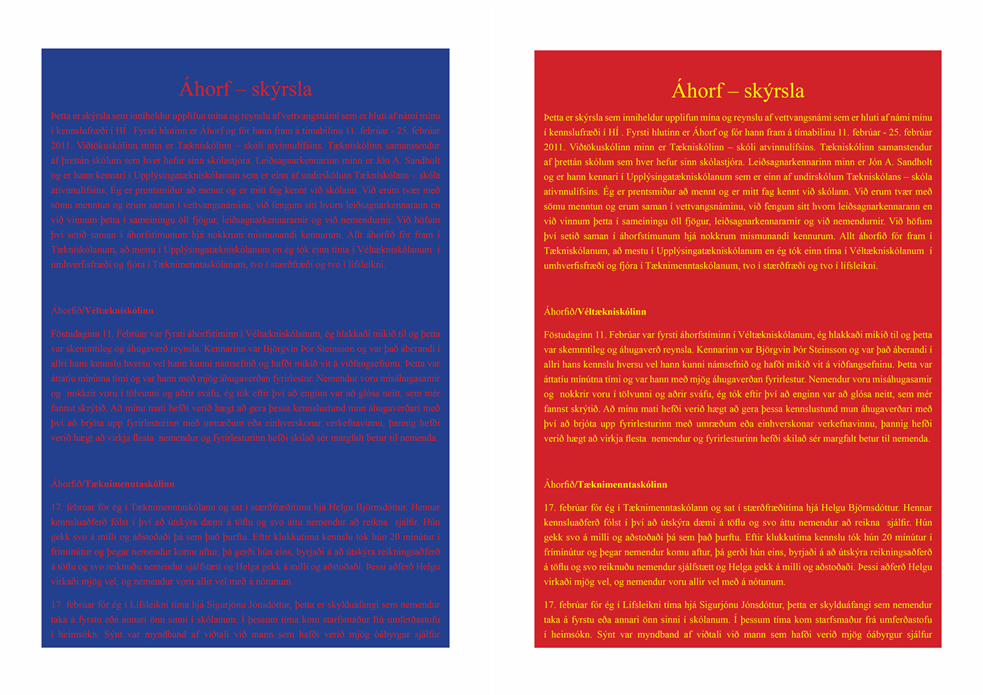 Áhorf – skýrsla
Þetta er skýrsla sem inniheldur upplifun mína og reynslu af vettvangsnámi sem er hluti af námi mínu
í kennslufræði í HÍ . Fyrsti hlutinn er Áhorf og fór hann fram á tímabilinu 11. febrúar - 25. febrúar
2011. Viðtökuskólinn minn er Tækniskólinn – skóli atvinnulífsins. Tækniskólinn samanstendur
af þrettán skólum sem hver hefur sinn skólastjóra. Leiðsagnarkennarinn minn er Jón A. Sandholt
og er hann kennari í Upplýsingatækniskólanum sem er einn af undirskólum Tækniskólans – skóla
ativinnulífsins. Ég er prentsmiður að mennt og er mitt fag kennt við skólann. Við erum tvær með
sömu menntun og erum saman í vettvangsnáminu, við fengum sitt hvorn leiðsagnarkennarann en
við vinnum þetta í sameiningu öll fjögur, leiðsagnarkennararnir og við nemendurnir. Við höfum
því setið saman í áhorfstímunum hjá nokkrum mismunandi kennurum. Allt áhorfið fór fram í
Tækniskólanum, að mestu í Upplýsingatækniskólanum en ég tók einn tíma í Véltækniskólanum í
umhverfisfræði og fjóra í Tæknimenntaskólanum, tvo í stærðfræði og tvo í lífsleikni.
Áhorfið/Véltækniskólinn
Föstudaginn 11. Febrúar var fyrsti áhorfstíminn í Véltækniskólanum, ég hlakkaði mikið til og þetta
var skemmtileg og áhugaverð reynsla. Kennarinn var Björgvin Þór Steinsson og var það áberandi í
allri hans kennslu hversu vel hann kunni námsefnið og hafði mikið vit á viðfangsefninu. Þetta var
áttatíu mínútna tími og var hann með mjög áhugaverðan fyrirlestur. Nemendur voru misáhugasamir
og nokkrir voru í tölvunni og aðrir sváfu, ég tók eftir því að enginn var að glósa neitt, sem mér
fannst skrýtið. Að mínu mati hefði verið hægt að gera þessa kennslustund mun áhugaverðari með
því að brjóta upp fyrirlesturinn með umræðum eða einhverskonar verkefnavinnu, þannig hefði
verið hægt að virkja flesta nemendur og fyrirlesturinn hefði skilað sér margfalt betur til nemenda.
Áhorfið/Tæknimenntaskólinn
17. febrúar fór ég í Tæknimenntaskólann og sat í stærðfræðitíma hjá Helgu Björnsdóttur. Hennar
kennsluaðferð fólst í því að útskýra dæmi á töflu og svo áttu nemendur að reikna sjálfir. Hún
gekk svo á milli og aðstoðaði þá sem það þurftu. Eftir klukkutíma kennslu tók hún 20 mínútur í
frímínútur og þegar nemendur komu aftur, þá gerði hún eins, byrjaði á að útskýra reikningsaðferð
á töflu og svo reiknuðu nemendur sjálfstætt og Helga gekk á milli og aðstoðaði. Þessi aðferð Helgu
virkaði mjög vel, og nemendur voru allir vel með á nótunum.
17. febrúar fór ég í Lífsleikni tíma hjá Sigurjónu Jónsdóttur, þetta er skylduáfangi sem nemendur
taka á fyrstu eða annari önn sinni í skólanum. Í þessum tíma kom starfsmaður frá umferðastofu
í heimsókn. Sýnt var myndband af viðtali við mann sem hafði verið mjög óábyrgur sjálfur
Áhorf – skýrsla
Þetta er skýrsla sem inniheldur upplifun mína og reynslu af vettvangsnámi sem er hluti af námi mínu
í kennslufræði í HÍ . Fyrsti hlutinn er Áhorf og fór hann fram á tímabilinu 11. febrúar - 25. febrúar
2011. Viðtökuskólinn minn er Tækniskólinn – skóli atvinnulífsins. Tækniskólinn samanstendur
af þrettán skólum sem hver hefur sinn skólastjóra. Leiðsagnarkennarinn minn er Jón A. Sandholt
og er hann kennari í Upplýsingatækniskólanum sem er einn af undirskólum Tækniskólans – skóla
ativinnulífsins. Ég er prentsmiður að mennt og er mitt fag kennt við skólann. Við erum tvær með
sömu menntun og erum saman í vettvangsnáminu, við fengum sitt hvorn leiðsagnarkennarann en
við vinnum þetta í sameiningu öll fjögur, leiðsagnarkennararnir og við nemendurnir. Við höfum
því setið saman í áhorfstímunum hjá nokkrum mismunandi kennurum. Allt áhorfið fór fram í
Tækniskólanum, að mestu í Upplýsingatækniskólanum en ég tók einn tíma í Véltækniskólanum í
umhverfisfræði og fjóra í Tæknimenntaskólanum, tvo í stærðfræði og tvo í lífsleikni.
Áhorfið/Véltækniskólinn
Föstudaginn 11. Febrúar var fyrsti áhorfstíminn í Véltækniskólanum, ég hlakkaði mikið til og þetta
var skemmtileg og áhugaverð reynsla. Kennarinn var Björgvin Þór Steinsson og var það áberandi í
allri hans kennslu hversu vel hann kunni námsefnið og hafði mikið vit á viðfangsefninu. Þetta var
áttatíu mínútna tími og var hann með mjög áhugaverðan fyrirlestur. Nemendur voru misáhugasamir
og nokkrir voru í tölvunni og aðrir sváfu, ég tók eftir því að enginn var að glósa neitt, sem mér
fannst skrýtið. Að mínu mati hefði verið hægt að gera þessa kennslustund mun áhugaverðari með
því að brjóta upp fyrirlesturinn með umræðum eða einhverskonar verkefnavinnu, þannig hefði
verið hægt að virkja flesta nemendur og fyrirlesturinn hefði skilað sér margfalt betur til nemenda.
Áhorfið/Tæknimenntaskólinn
17. febrúar fór ég í Tæknimenntaskólann og sat í stærðfræðitíma hjá Helgu Björnsdóttur. Hennar
kennsluaðferð fólst í því að útskýra dæmi á töflu og svo áttu nemendur að reikna sjálfir. Hún
gekk svo á milli og aðstoðaði þá sem það þurftu. Eftir klukkutíma kennslu tók hún 20 mínútur í
frímínútur og þegar nemendur komu aftur, þá gerði hún eins, byrjaði á að útskýra reikningsaðferð
á töflu og svo reiknuðu nemendur sjálfstætt og Helga gekk á milli og aðstoðaði. Þessi aðferð Helgu
virkaði mjög vel, og nemendur voru allir vel með á nótunum.
17. febrúar fór ég í Lífsleikni tíma hjá Sigurjónu Jónsdóttur, þetta er skylduáfangi sem nemendur
taka á fyrstu eða annari önn sinni í skólanum. Í þessum tíma kom starfsmaður frá umferðastofu
í heimsókn. Sýnt var myndband af viðtali við mann sem hafði verið mjög óábyrgur sjálfur